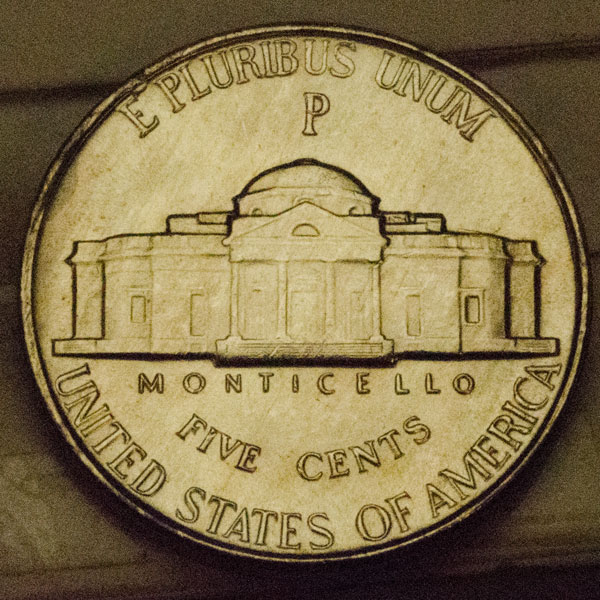 E PLURIBUS UNUM
P
MONTICELLO
FIVE CENTS
UNITED STATES OF AMERICA